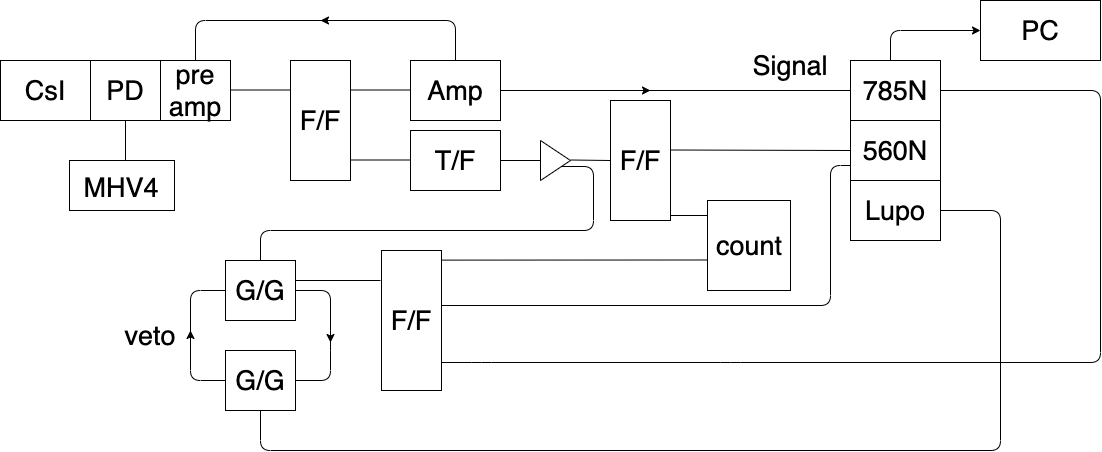 PC
Signal
CsI
PD
pre
amp
F/F
Amp
785N
T/F
F/F
560N
MHV4
Lupo
count
G/G
F/F
veto
G/G